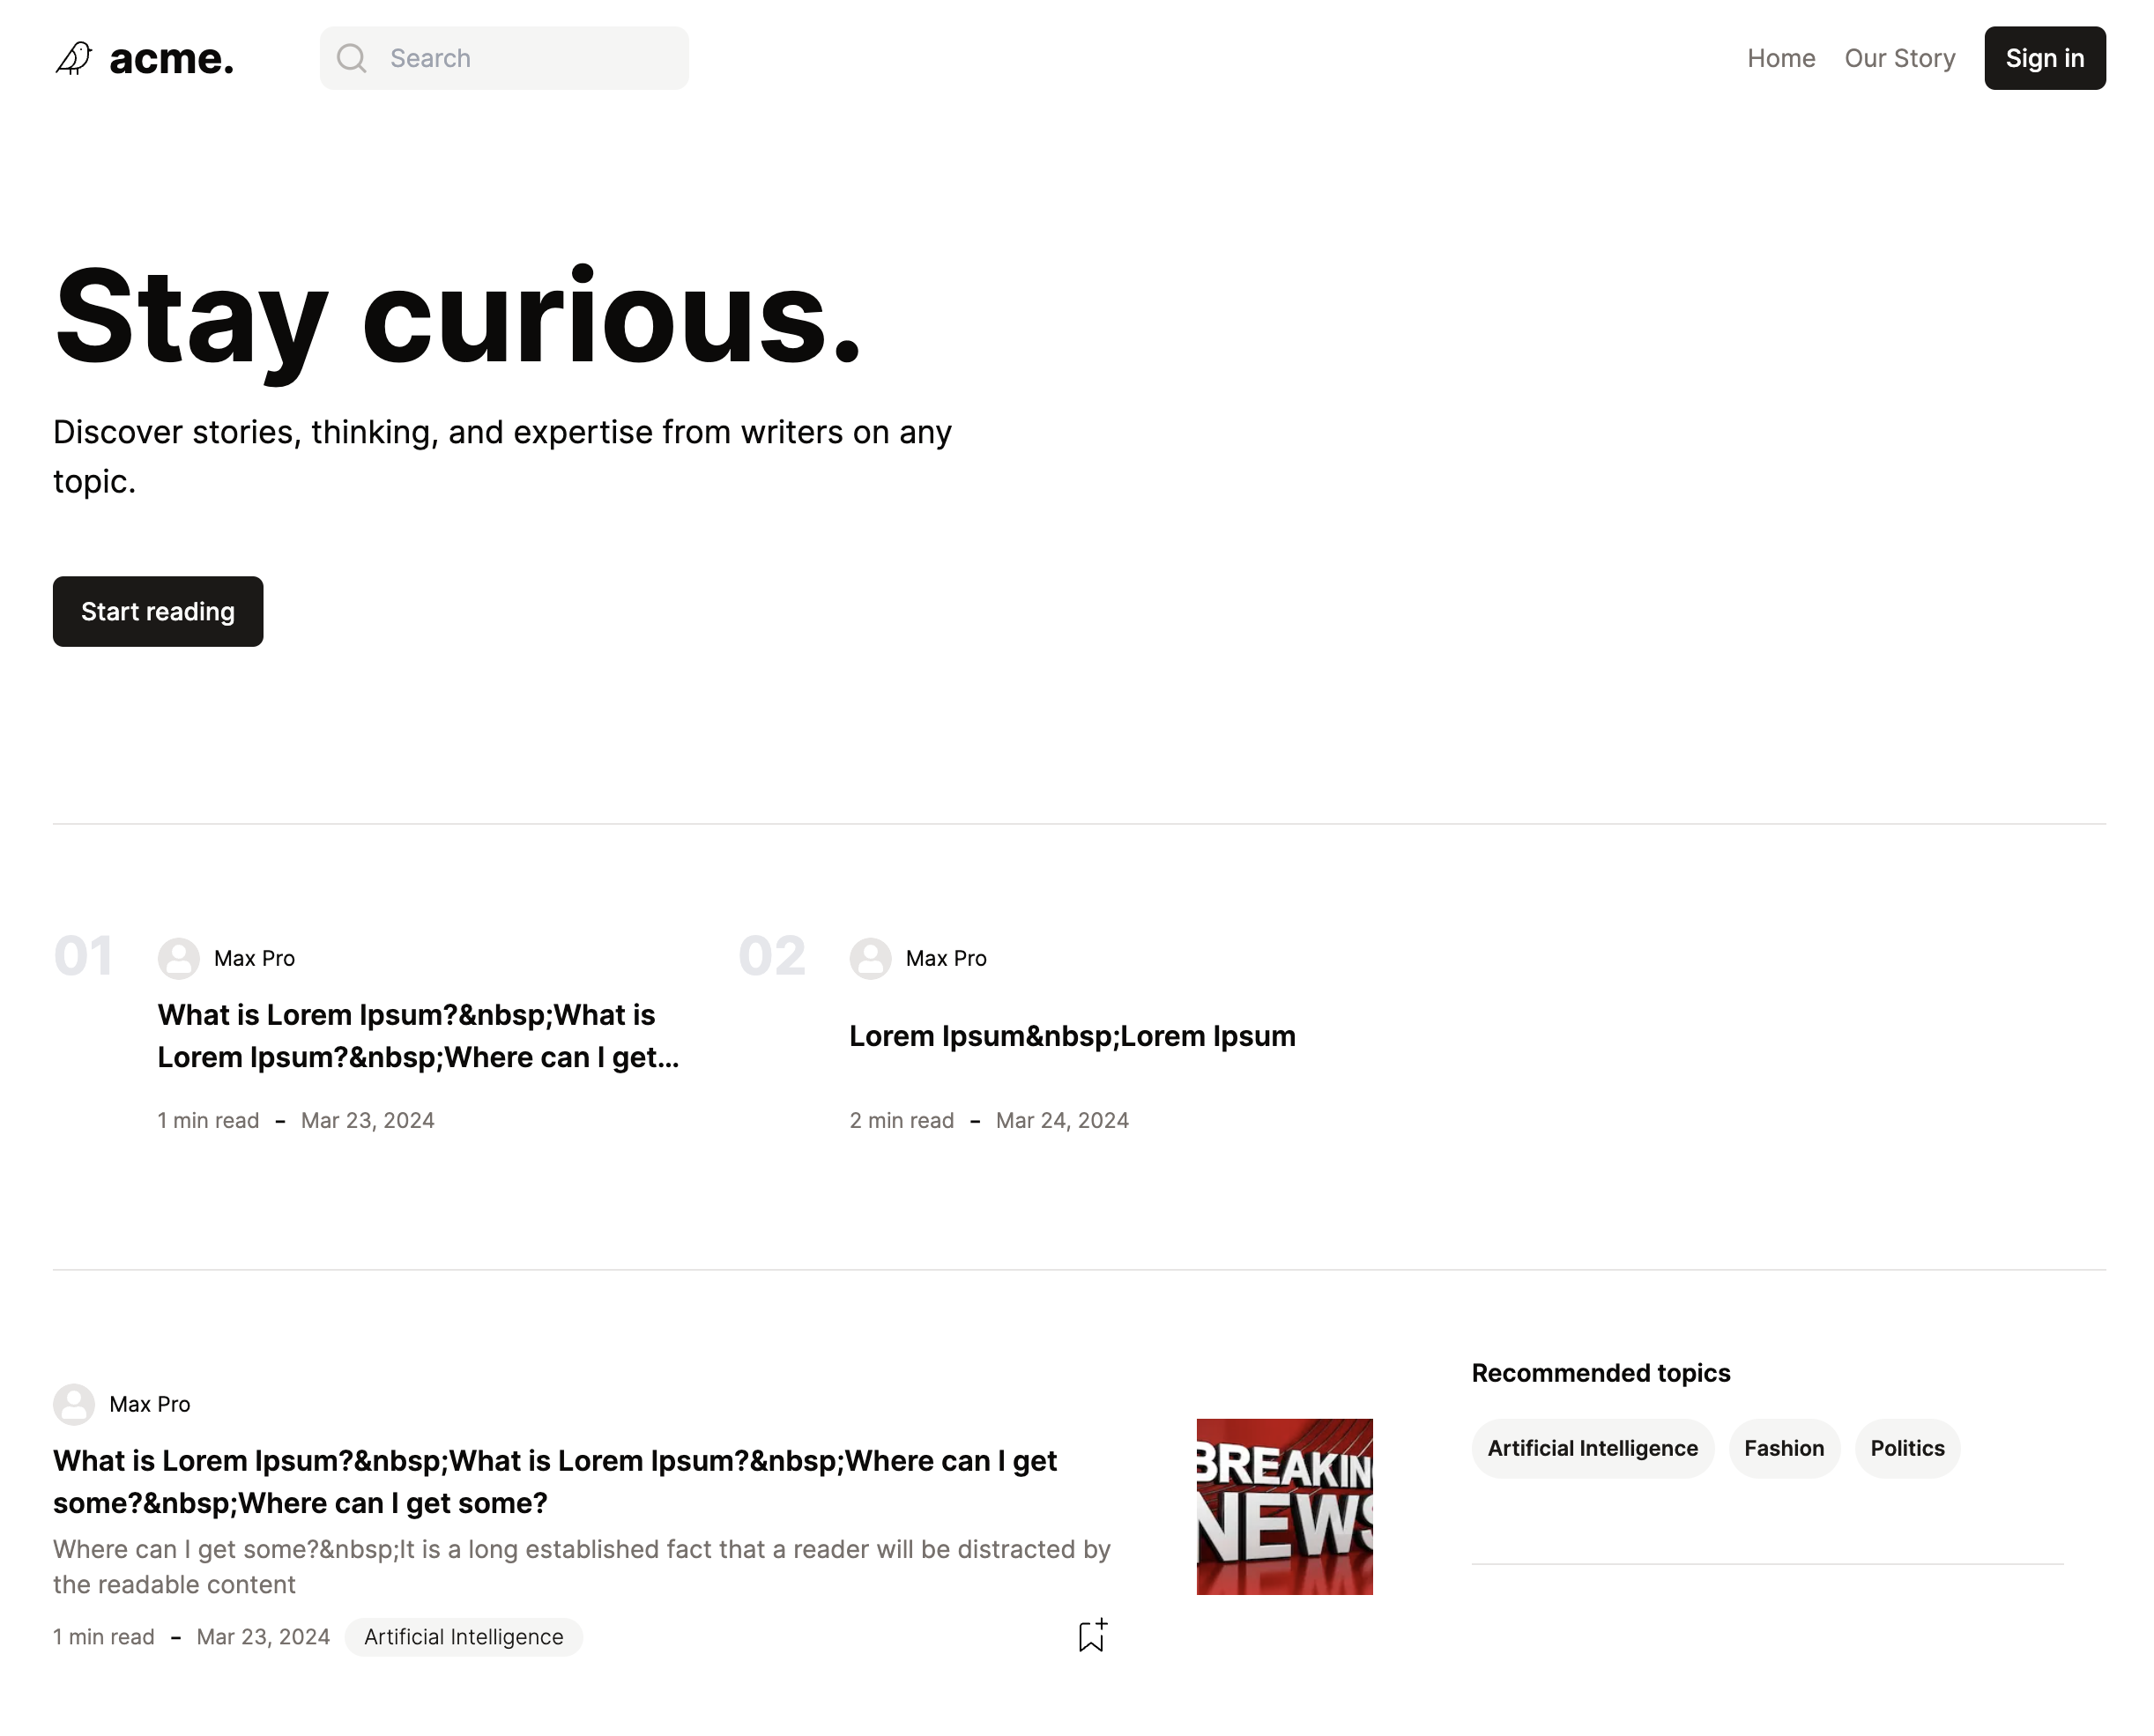 acme.
Search
Home
Our Story
Sign in
Stay curious.
Discover stories, thinking, and expertise from writers on any
topic.
Start reading
01
Max Pro
What is Lorem Ipsum?&nbsp;What is
Lorem Ipsum?&nbsp;Where can I get...
1 min read – Mar 23, 2024
02
Max Pro
Lorem Ipsum&nbsp;Lorem Ipsum
2 min read – Mar 24, 2024
Max Pro
What is Lorem Ipsum?&nbsp;What is Lorem Ipsum?&nbsp;Where can I get
some?&nbsp;Where can I get some?
Where can I get some?&nbsp;It is a long established fact that a reader will be distracted by
the readable content
1 min read – Mar 23, 2024 Artificial Intelligence
BREAKIN
NEWS
Recommended topics
Artificial Intelligence
Fashion
Politics